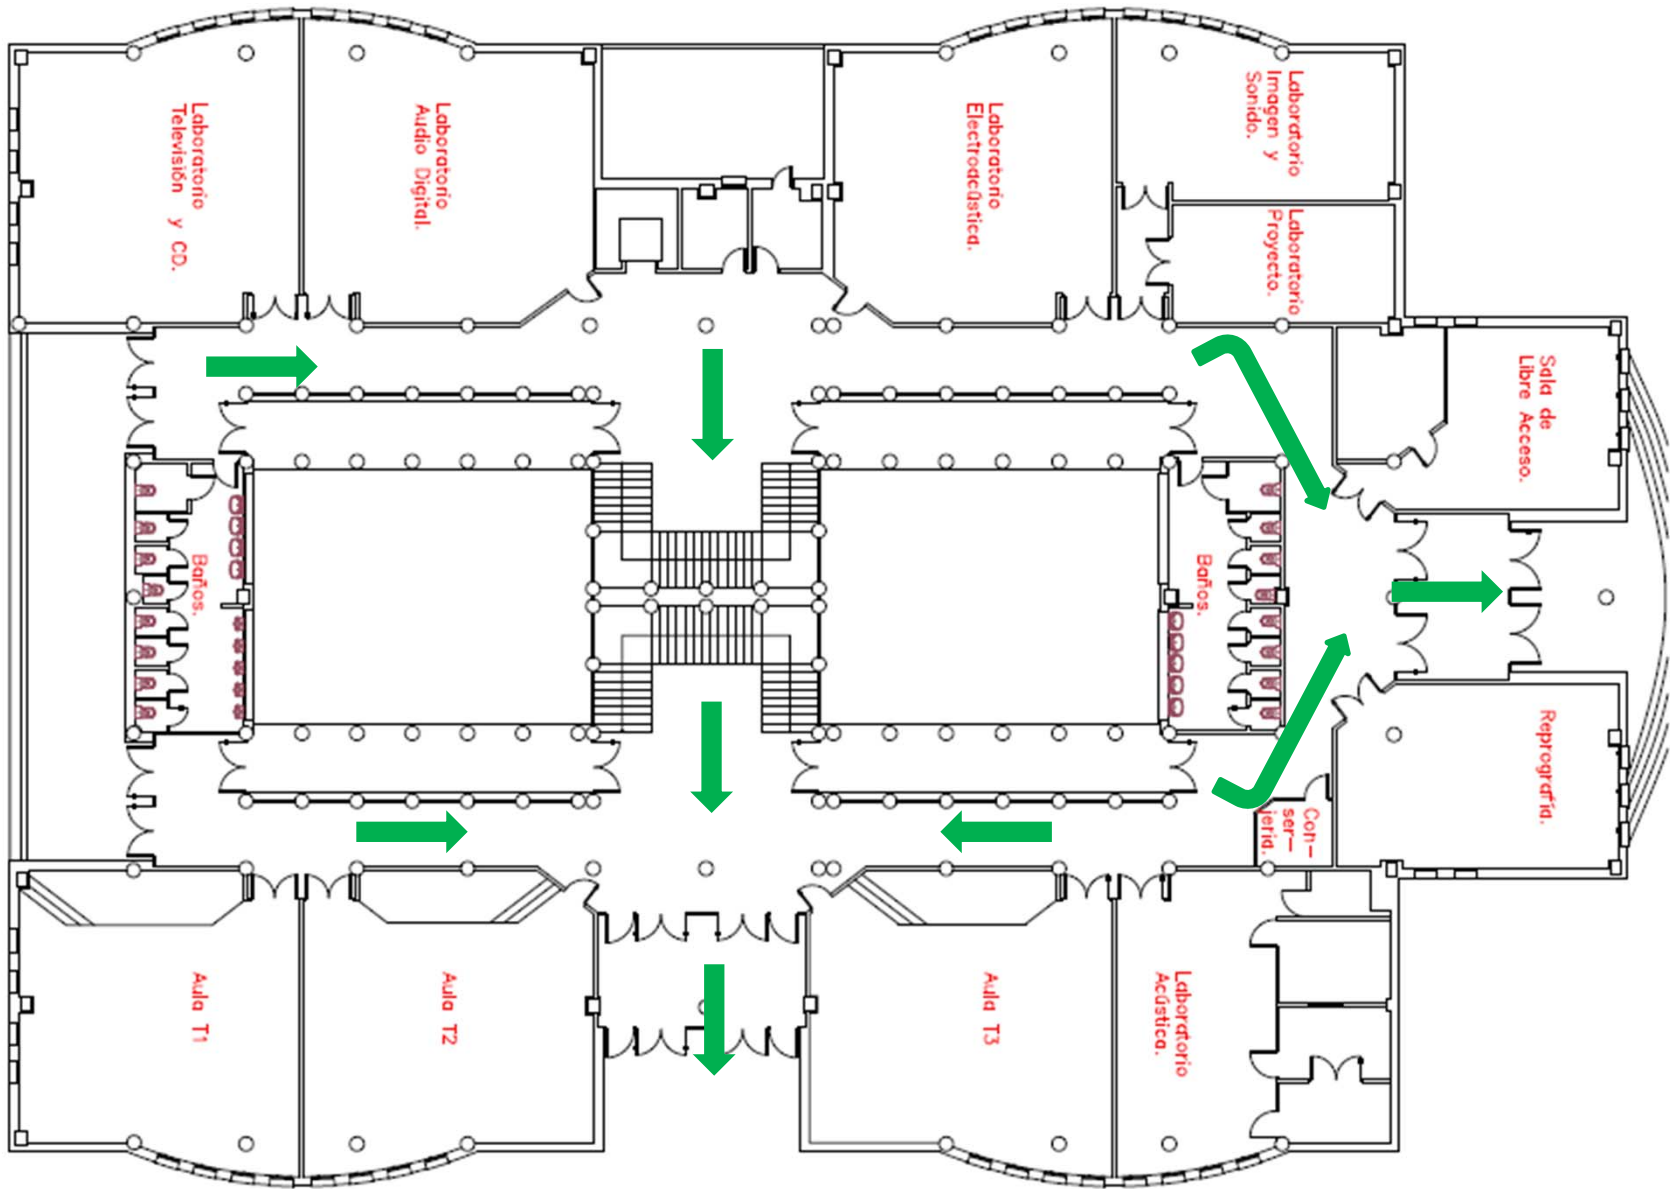 Laboratorio
Televisión y CD.
Laboratorio
Audio Digital.
Laboratorio
Electroacústica.
Laboratorio
Imagen y
Sonido.
Laboratorio
Proyecto.
Sala de
Libre Acceso.
Baños.
Baños.
Reprografía.
Con-
ser-
jería.
Aula T1
Aula T2
Aula T3
Laboratorio
Acústica.